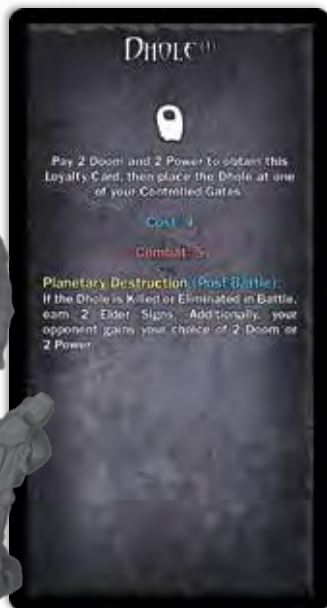 DHOLE (1)
Pay 2 Doom and 2 Power to obtain this
Loyalty Card, then place the Dhole at one
of your Controlled Gates
Cost: 4
Combat: 5
Planetary Destruction (Post Battle):
If the Dhole is Killed or Eliminated in Battle,
earn 2 Elder Signs. Additionally, your
opponent gains your choice of 2 Doom or
2 Power.